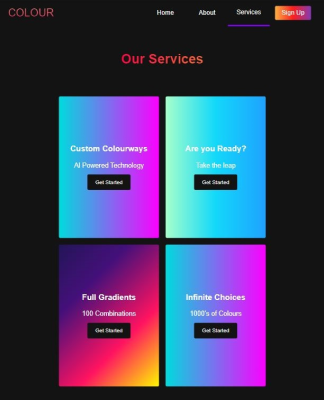 COLOUR
Home About Services Sign Up
Our Services
Custom Colourways
AI Powered Technology
Get Started
Are you Ready?
Take the leap
Get Started
Full Gradients
100 Combinations
Get Started
Infinite Choices
1000's of Colours
Get Started